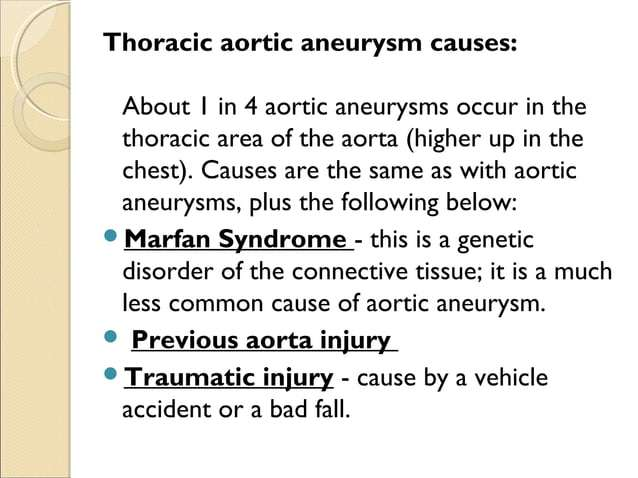 Thoracic aortic aneurysm causes:
About 1 in 4 aortic aneurysms occur in the
thoracic area of the aorta (higher up in the
chest). Causes are the same as with aortic
aneurysms, plus the following below:
Marfan Syndrome - this is a genetic
disorder of the connective tissue; it is a much
less common cause of aortic aneurysm.
Previous aorta injury
Traumatic injury - cause by a vehicle
accident or a bad fall.